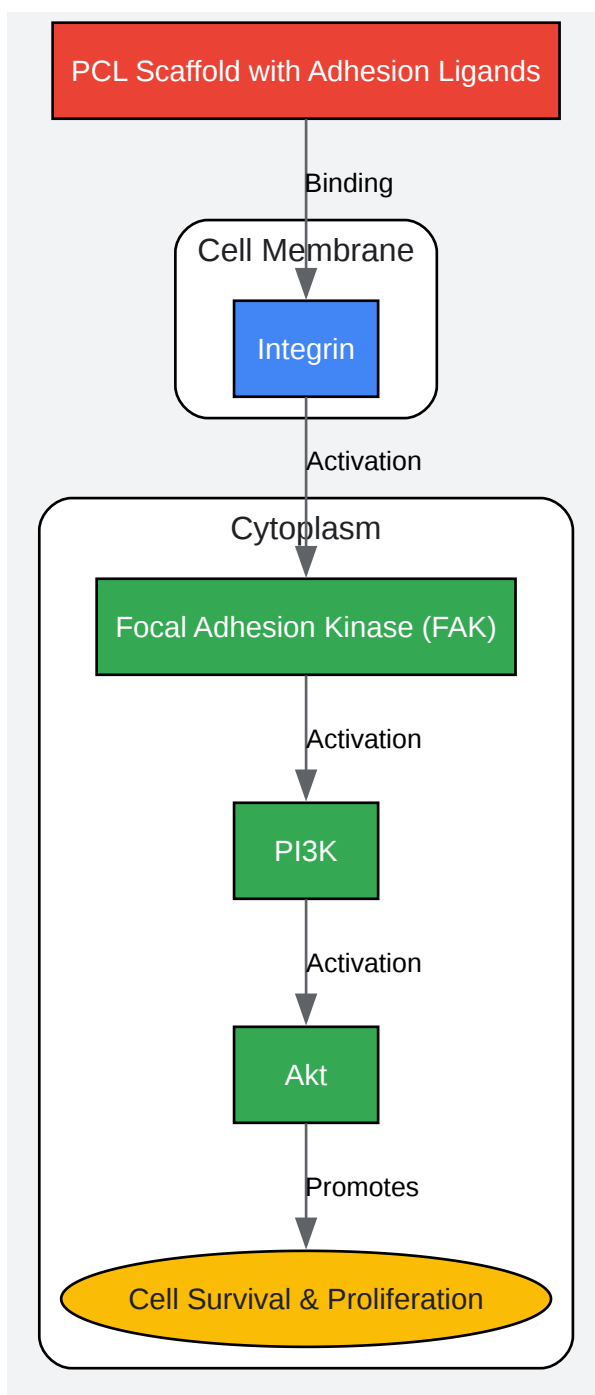 PCL Scaffold with Adhesion Ligands
Binding
Cell Membrane
Integrin
Activation
Cytoplasm
Focal Adhesion Kinase (FAK)
Activation
PI3K
Activation
Akt
Promotes
Cell Survival & Proliferation